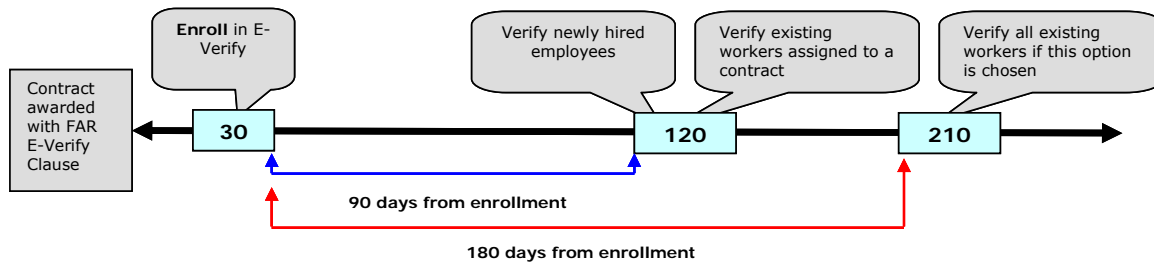 Contract
awarded
with FAR
E-Verify
Clause
Enroll in E-
Verify
30
Verify newly hired
employees
Verify existing
workers assigned to a
contract
120
Verify all existing
workers if this option
is chosen
210
90 days from enrollment
180 days from enrollment